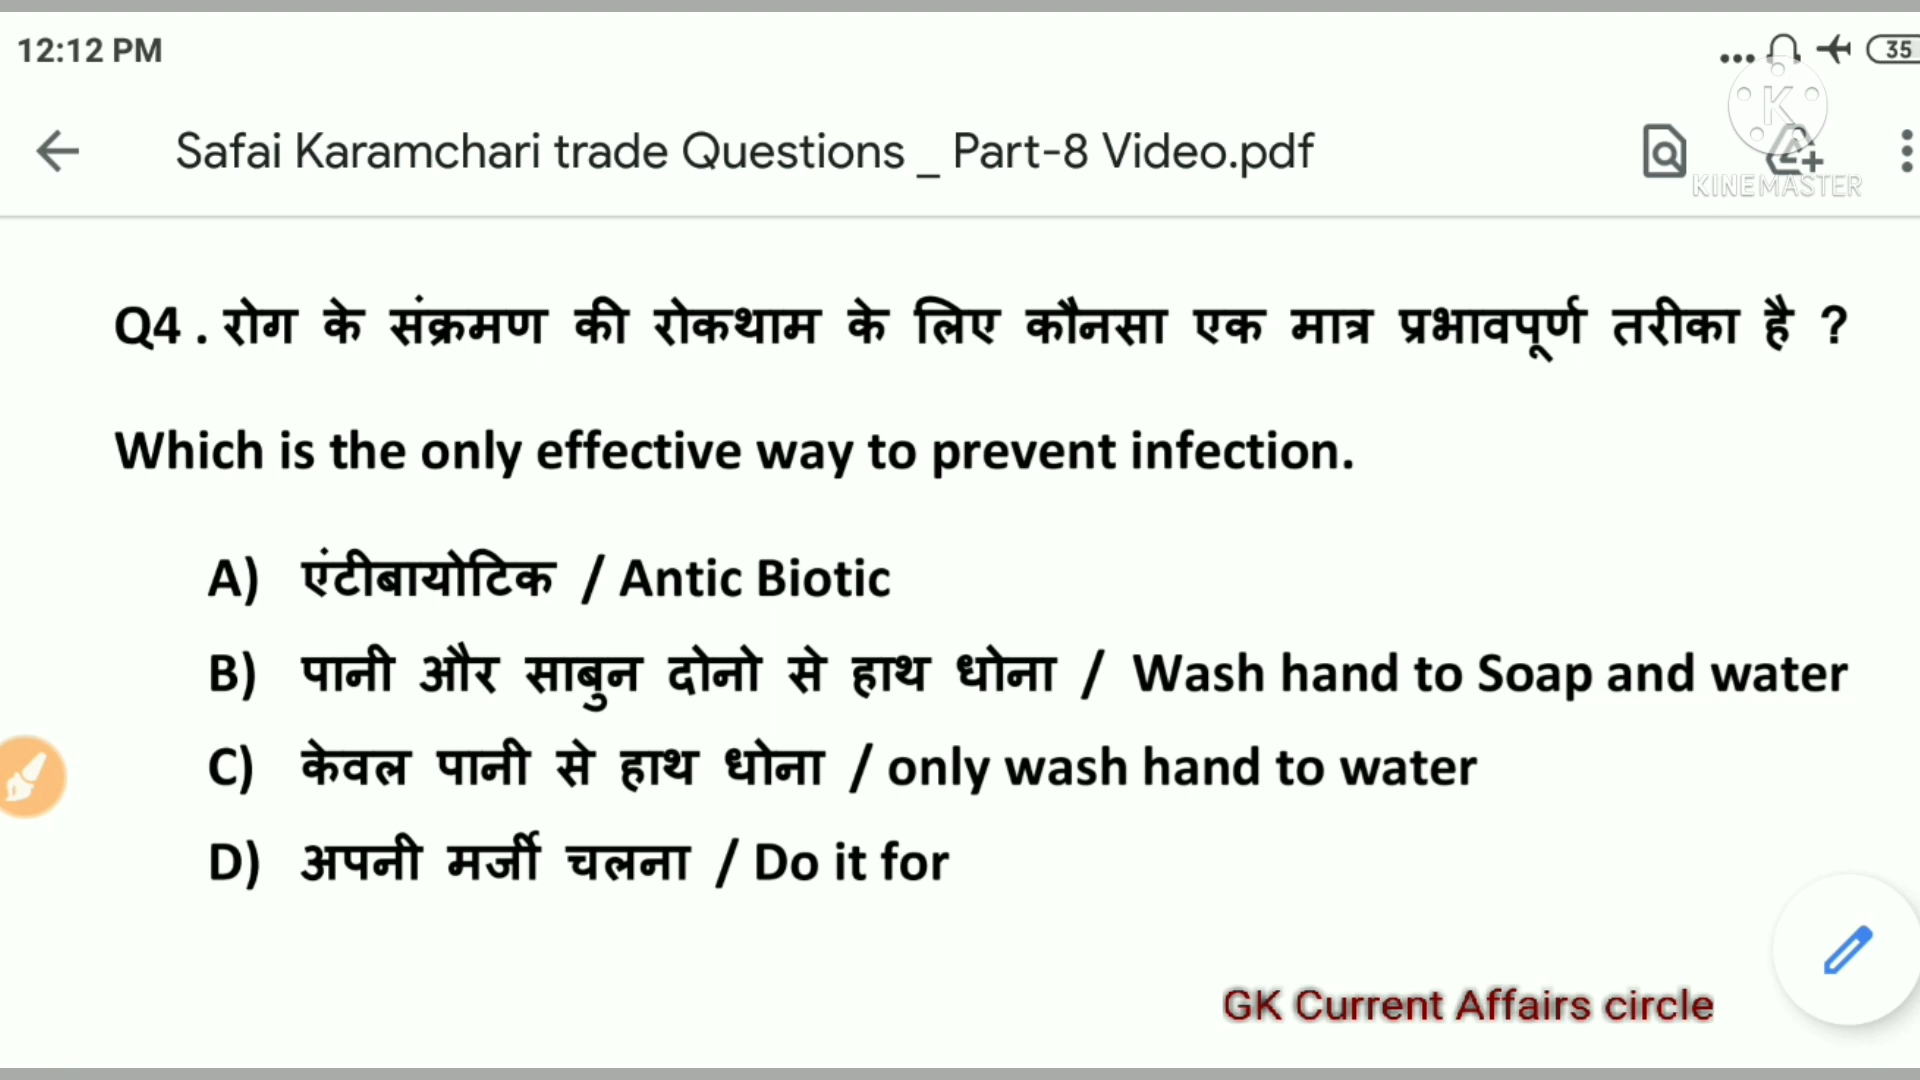 12:12 PM
35
Safai Karamchari trade Questions _ Part-8 Video.pdf
KINEMASTER
Q4 . रोग के संक्रमण की रोकथाम के लिए कौनसा एक मात्र प्रभावपूर्ण तरीका है ?
Which is the only effective way to prevent infection.
A) एंटीबायोटिक / Antic Biotic
B) पानी और साबुन दोनो से हाथ धोना / Wash hand to Soap and water
C) केवल पानी से हाथ धोना / only wash hand to water
D) अपनी मर्जी चलना / Do it for
GK Current Affairs circle